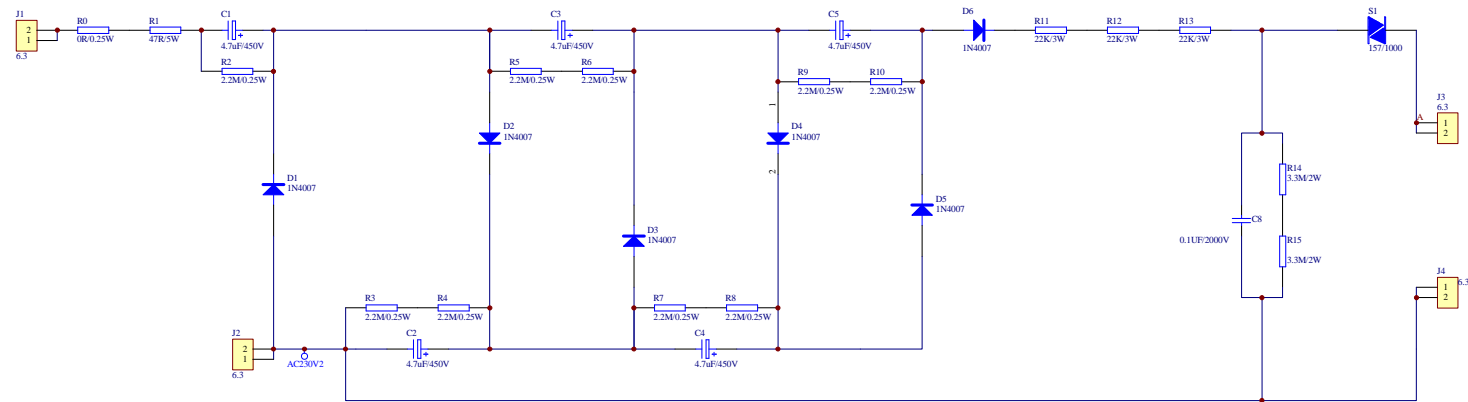 J1
2
1
6.3
R0
0R/0.25W
R1
47R/5W
C1
4.7uF/450V
R2
2.2M/0.25W
D1
1N4007
J2
2
1
6.3
AC230V2
R3
2.2M/0.25W
R4
2.2M/0.25W
C2
4.7uF/450V
D2
1N4007
C3
4.7uF/450V
R5
2.2M/0.25W
R6
2.2M/0.25W
D3
1N4007
R7
2.2M/0.25W
R8
2.2M/0.25W
C4
4.7uF/450V
1
D4
1N4007
2
C5
4.7uF/450V
R9
2.2M/0.25W
R10
2.2M/0.25W
D5
1N4007
D6
1N4007
R11
22K/3W
R12
22K/3W
R13
22K/3W
C8
0.1UF/2000V
R14
3.3M/2W
R15
3.3M/2W
S1
157/1000
J3
6.3
A
1
2
J4
6.3
1
2